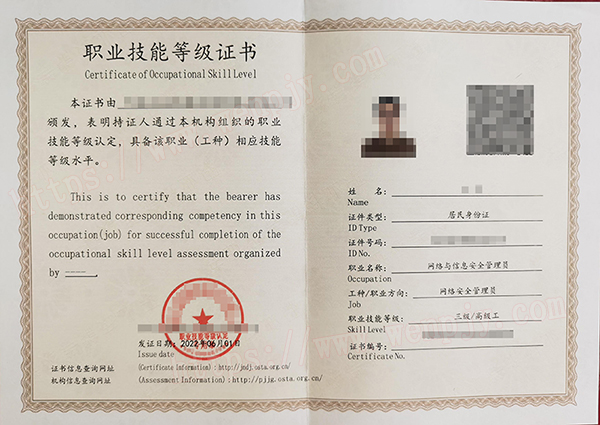 职业技能等级证书
Certificate of Occupational Skill Level
本证书由
颁发，表明持证人通过本机构组织的职业
技能等级认定，具备该职业（工种）相应技能
等级水平。
This is to certify that the bearer has
demonstrated corresponding competency in this
occupation(job) for successful completion of the
occupational skill level assessment organized
by
职业技能等级认定
发证日期：2022年06月01日
Issue date
证书信息查询网址 (Certificate Information)：http://jndj.osta.org.cn/
机构信息查询网址 (Assessment Information)：http://pjjg.osta.org.cn/
姓 名：
Name
证件类型： 居民身份证
ID Type
证件号码：
ID No.
职业名称： 网络与信息安全管理员
Occupation
工种/职业方向： 网络安全管理员
Job
职业技能等级： 三级/高级工
Skill Level
证书编号：
Certificate No.